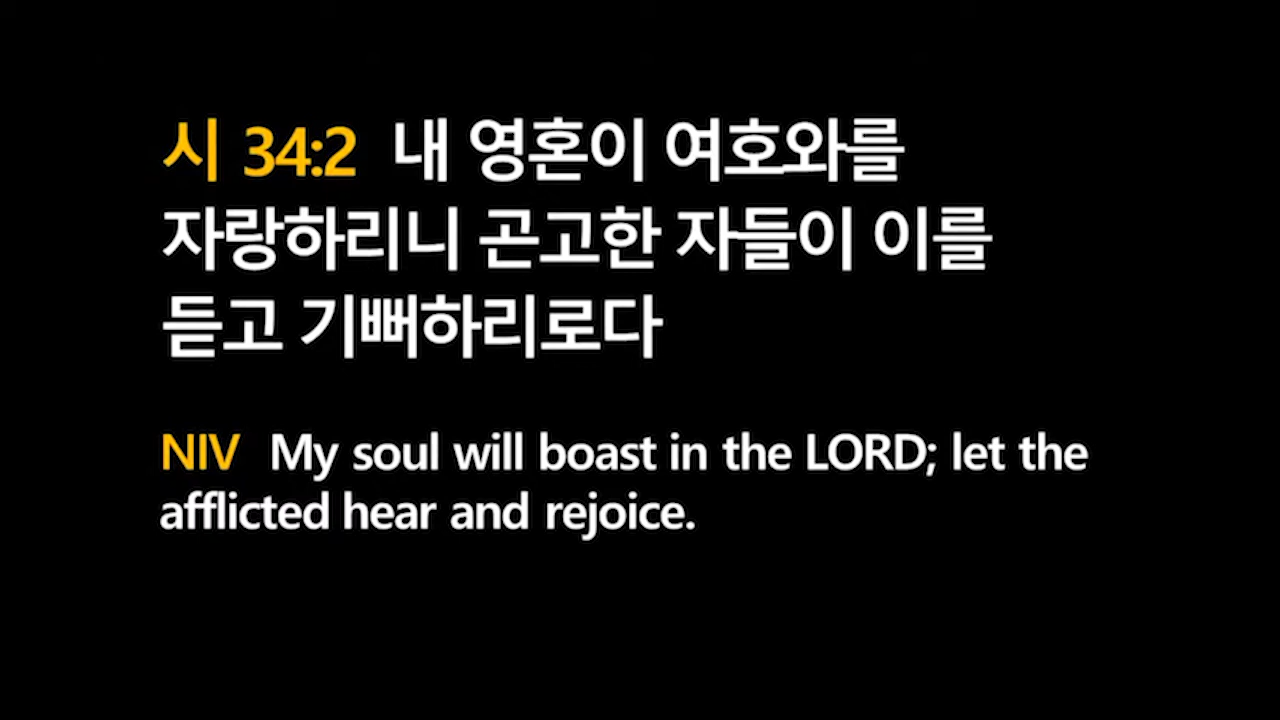 시 34:2 내 영혼이 여호와를
자랑하리니 곤고한 자들이 이를
듣고 기뻐하리로다
NIV My soul will boast in the LORD; let the
afflicted hear and rejoice.